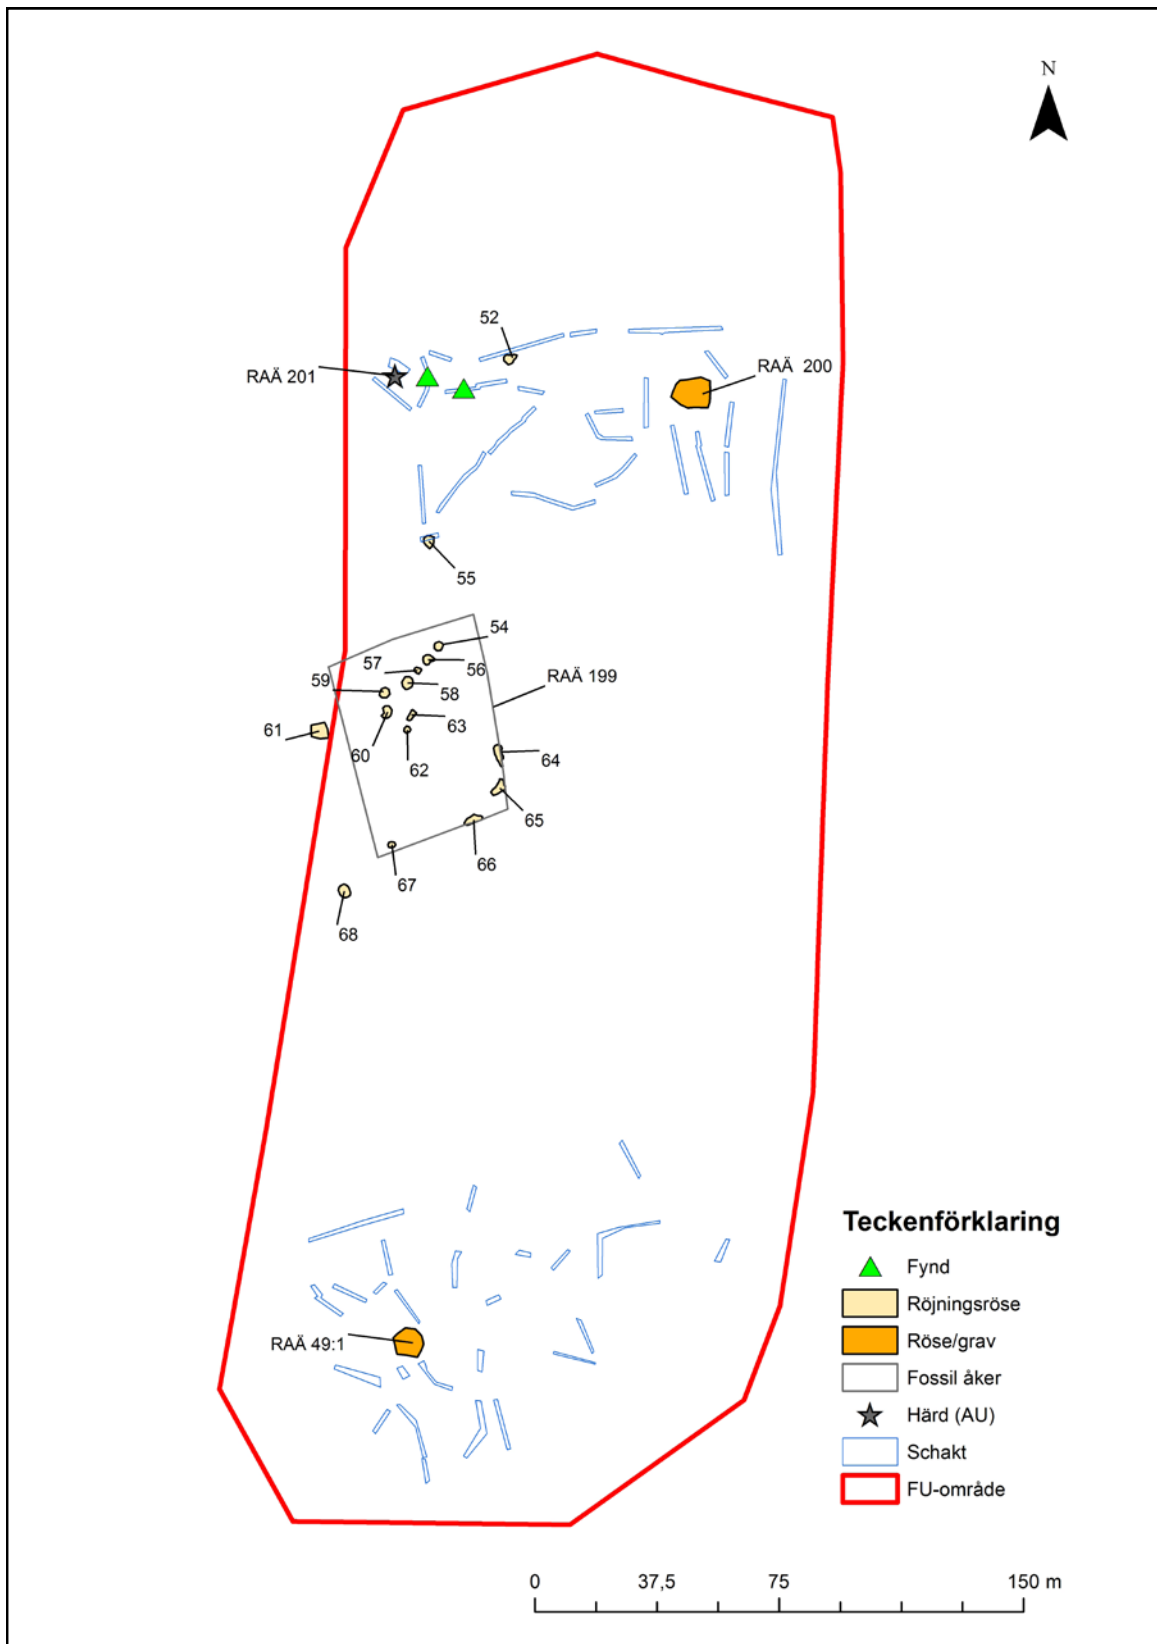 N
52
RAÄ 201
RAÄ 200
55
54
57
56
59
58
RAÄ 199
61
63
60
62
64
65
66
67
68
RAÄ 49:1
Teckenförklaring
Fynd
Röjningsröse
Röse/grav
Fossil åker
Härd (AU)
Schakt
FU-område
0 37,5 75 150 m